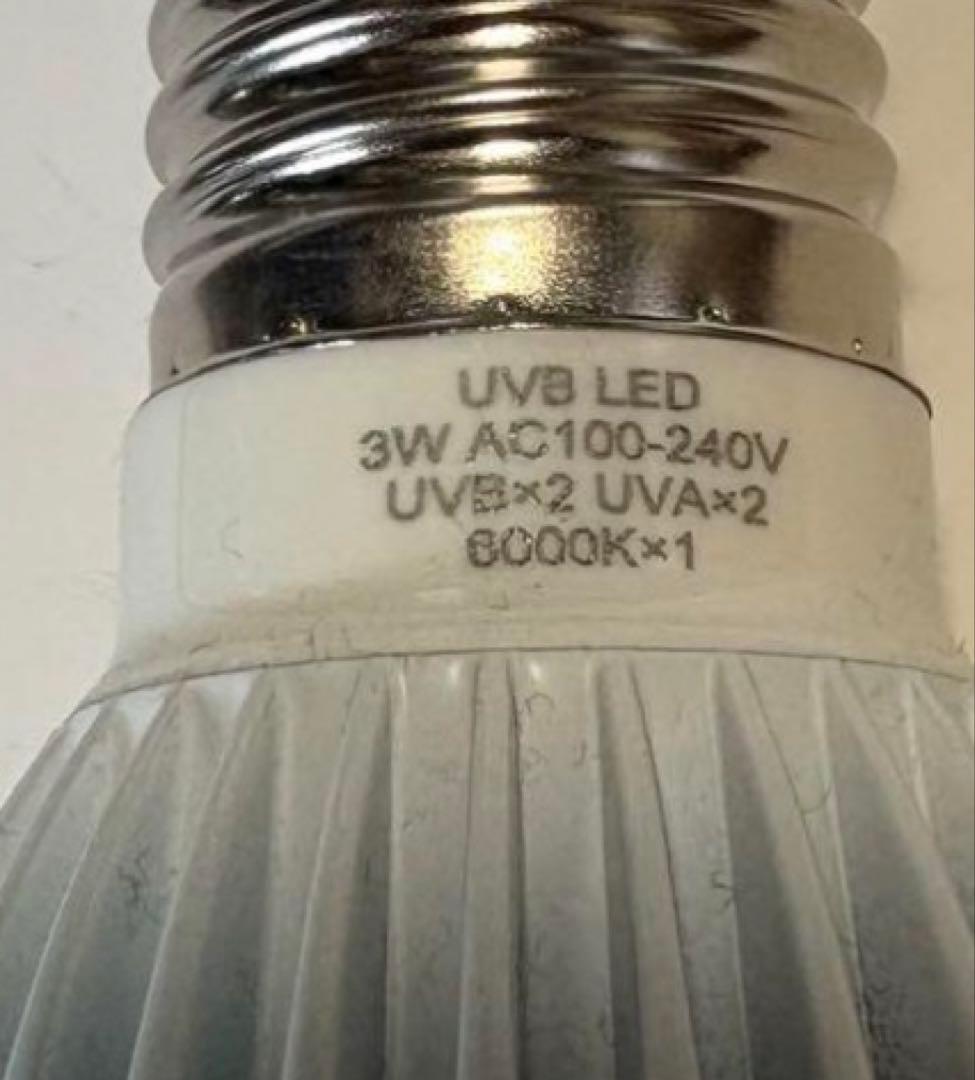 UVB LED
3W AC100-240V
UVB×2 UVA×2
6000K×1